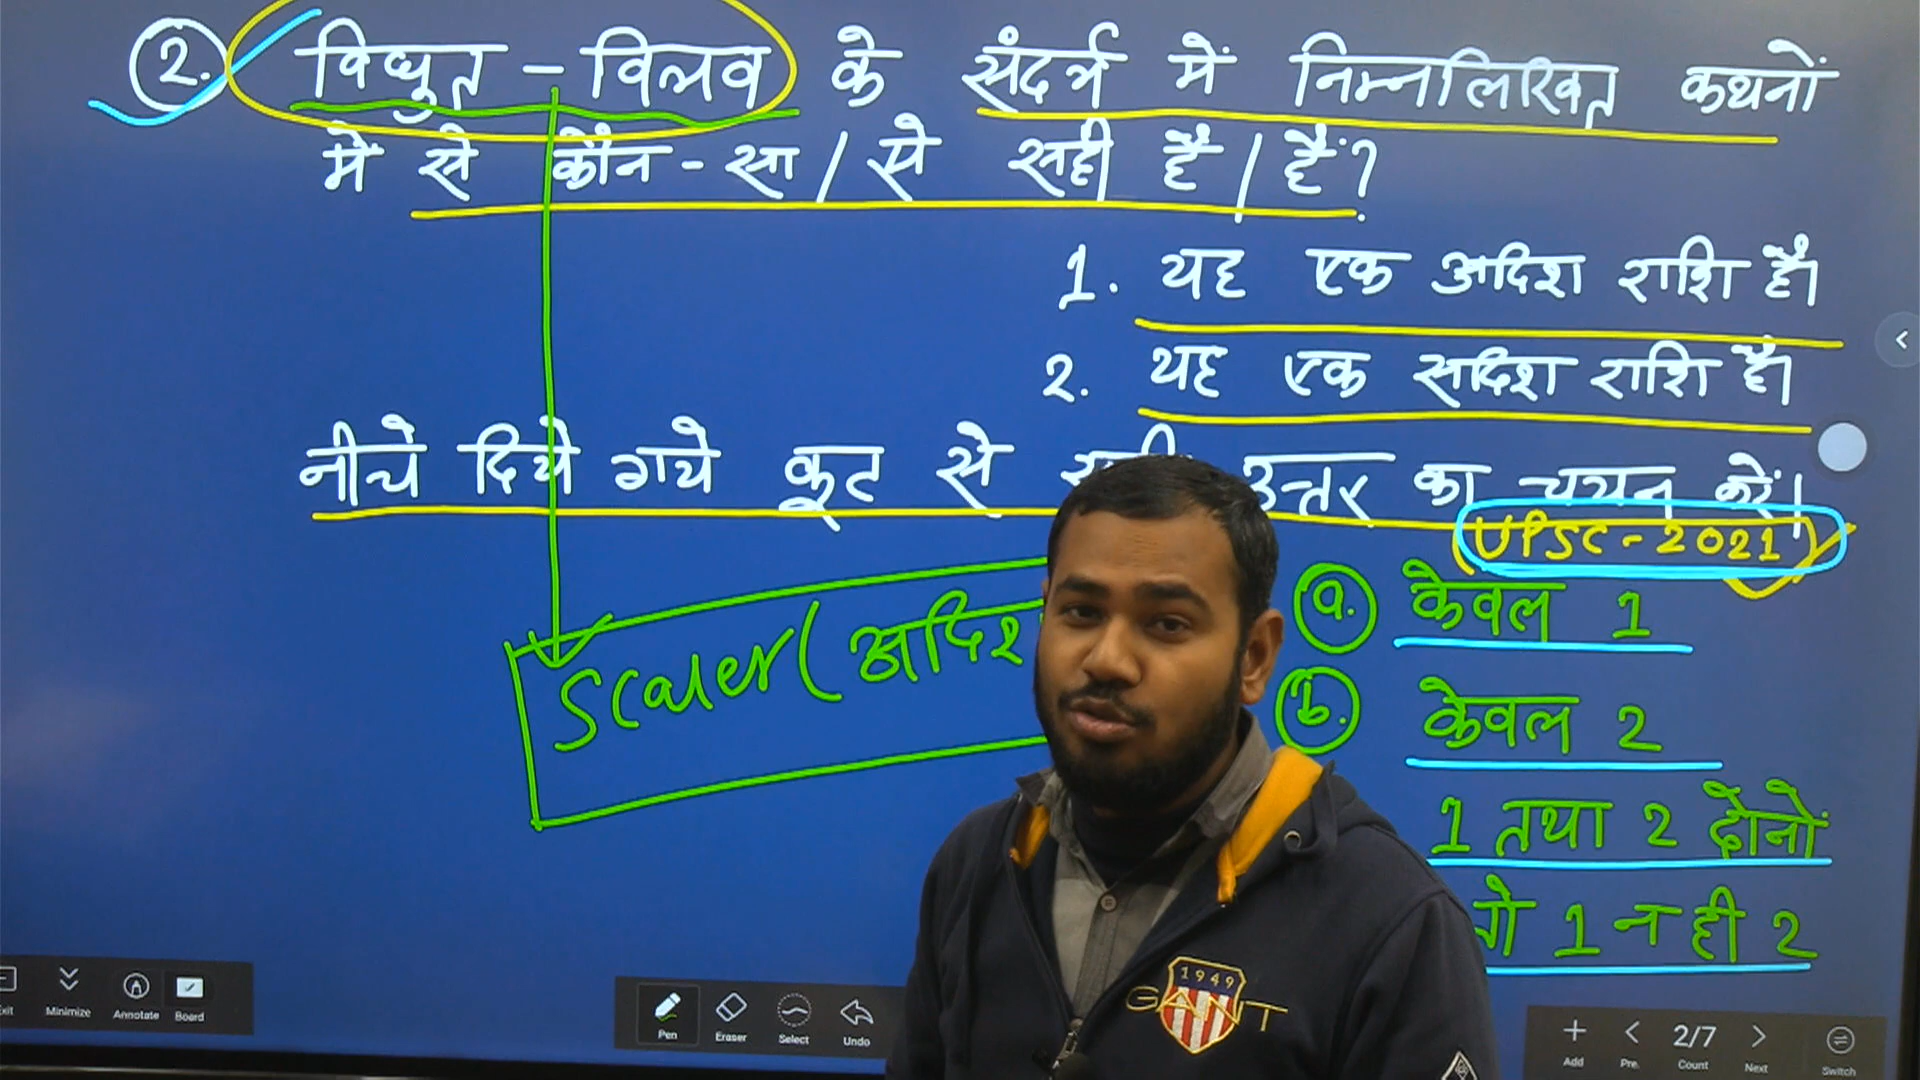 2. विधुत - विलव के संदर्भ में निम्नलिखित कथनों
में से कौन - सा / से सही है / हैं?
1. यह एक अदिश राशि है।
2. यह एक सदिश राशि है।
नीचे दिये गये कूट से उत्तर का चयन करें।
UPSC - 2021
Scaler (अदिश
a. केवल 1
b. केवल 2
1 तथा 2 दोनों
1 न ही 2
1949
GANT
Minimize
Annotate
Board
Pen
Eraser
Select
Undo
Add
Pre.
2/7
Count
Next
Switch